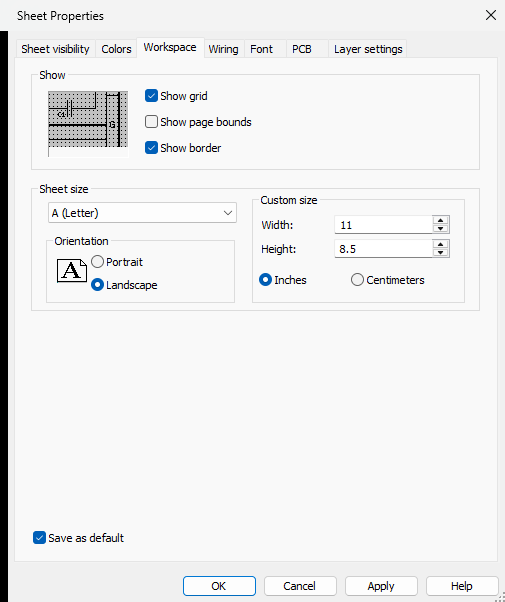 Sheet Properties
Sheet visibility Colors Workspace Wiring Font PCB Layer settings
Show
C1
Show grid
Show page bounds
Show border
Sheet size
A (Letter)
Orientation
A
Portrait
Landscape
Custom size
Width: 11
Height: 8.5
Inches Centimeters
Save as default
OK Cancel Apply Help